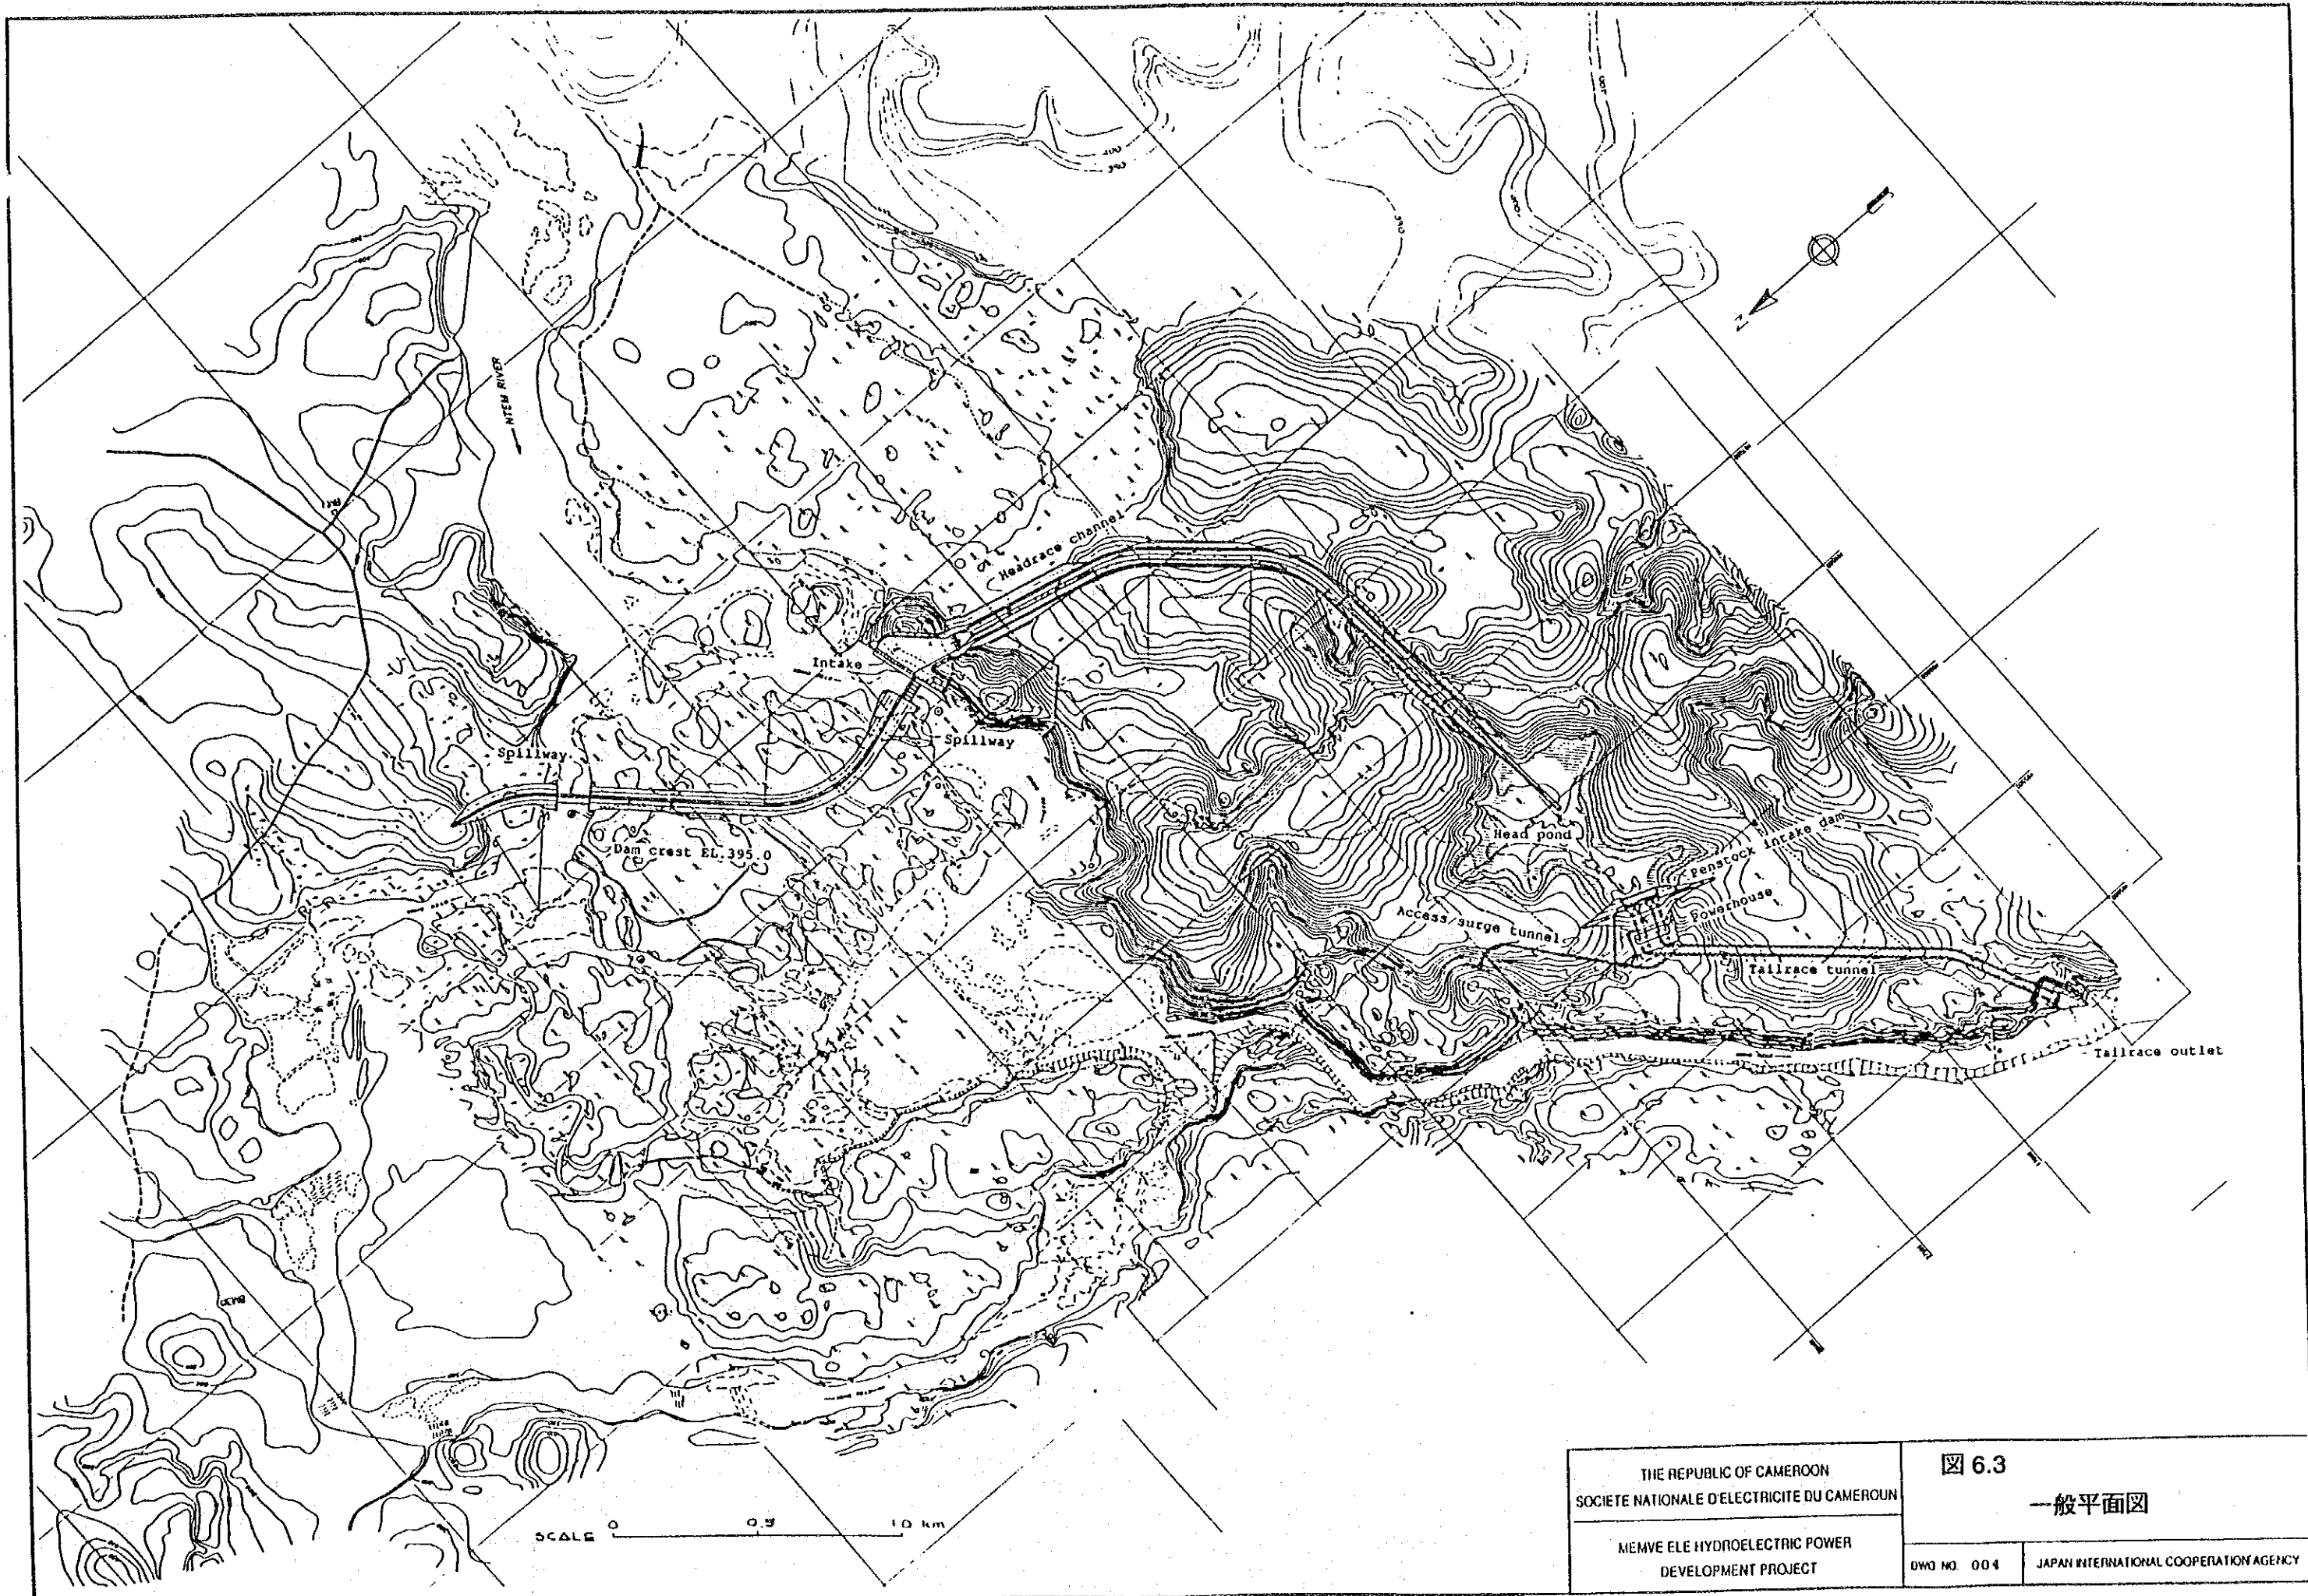 NTEM RIVER
Headrace channel
Intake
Spillway
Spillway
Dam crest EL.395.0
Head pond
Penstock intake dam
Powerhouse
Access/surge tunnel
Tailrace tunnel
Tailrace outlet
N
SCALE 0 0.5 1.0 km
THE REPUBLIC OF CAMEROON
SOCIETE NATIONALE D'ELECTRICITE DU CAMEROUN
MEMVE ELE HYDROELECTRIC POWER
DEVELOPMENT PROJECT
図 6.3
一般平面図
DWG NO. 004
JAPAN INTERNATIONAL COOPERATION AGENCY